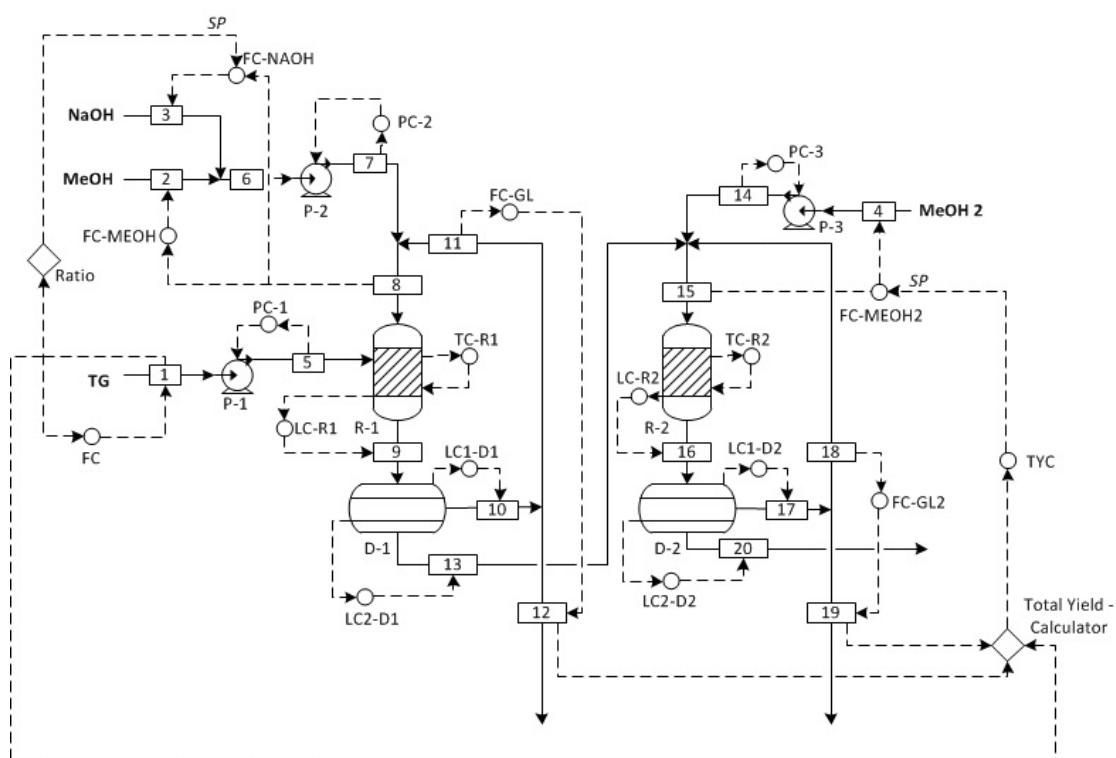 SP
FC-NAOH
NaOH
3
PC-2
7
MeOH
2
6
P-2
PC-3
14
FC-GL
4
MeOH 2
P-3
FC-MEOH
11
Ratio
8
15
SP
FC-MEOH2
PC-1
TC-R1
TC-R2
5
LC-R2
1
TG
P-1
LC-R1
R-1
R-2
FC
9
LC1-D1
16
LC1-D2
18
TYC
10
17
FC-GL2
D-1
D-2
20
13
LC2-D1
LC2-D2
12
19
Total Yield -
Calculator